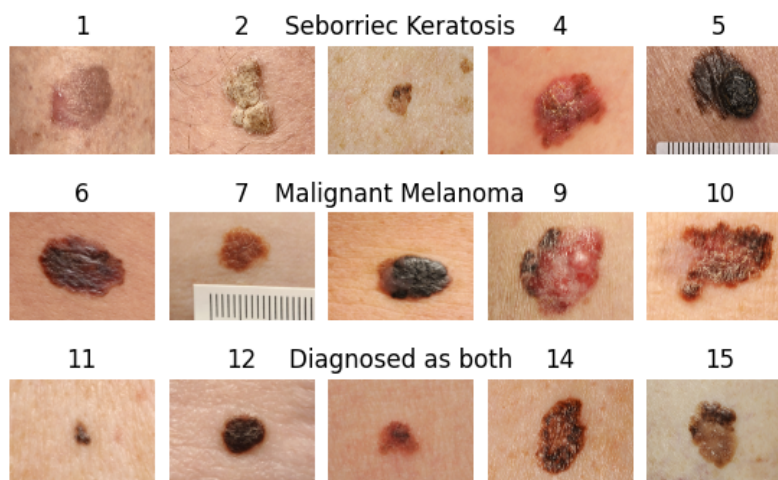 1 2 Seborriec Keratosis 4 5
6 7 Malignant Melanoma 9 10
11 12 Diagnosed as both 14 15